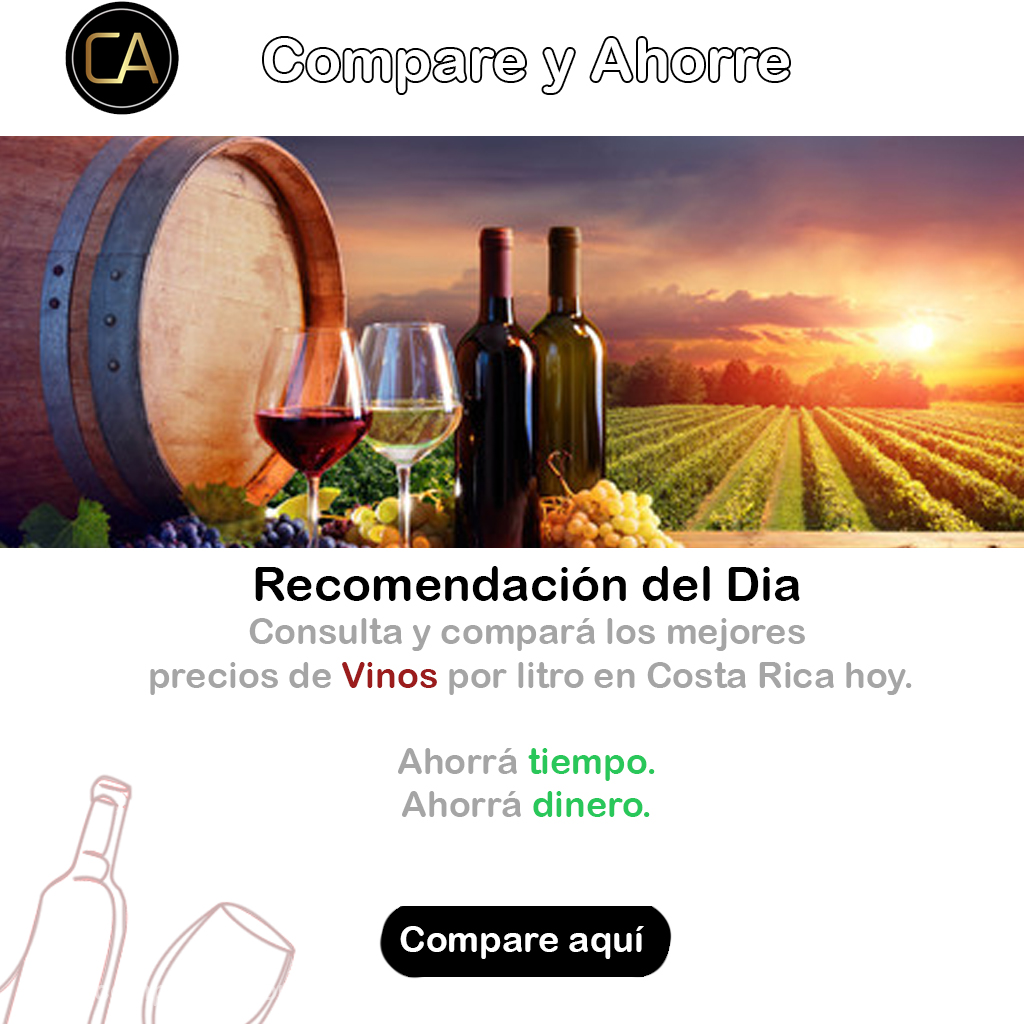 CA
Compare y Ahorre
Recomendación del Dia
Consulta y compará los mejores
precios de Vinos por litro en Costa Rica hoy.
Ahorrá tiempo.
Ahorrá dinero.
Compare aquí